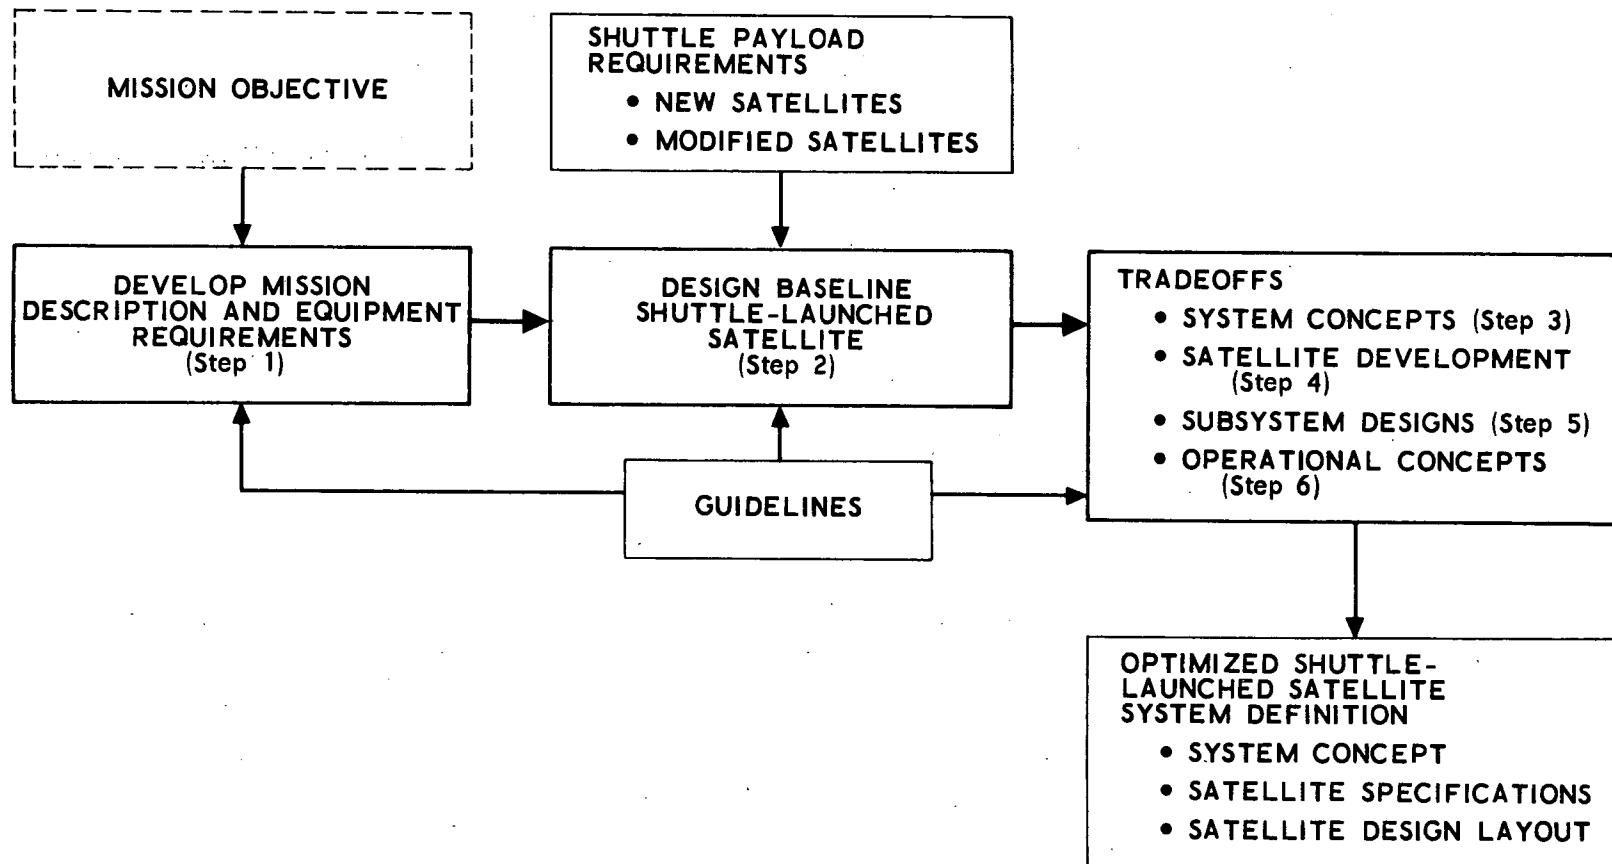 MISSION OBJECTIVE
SHUTTLE PAYLOAD
REQUIREMENTS
• NEW SATELLITES
• MODIFIED SATELLITES
DEVELOP MISSION
DESCRIPTION AND EQUIPMENT
REQUIREMENTS
(Step 1)
DESIGN BASELINE
SHUTTLE-LAUNCHED
SATELLITE
(Step 2)
TRADEOFFS
• SYSTEM CONCEPTS (Step 3)
• SATELLITE DEVELOPMENT
(Step 4)
• SUBSYSTEM DESIGNS (Step 5)
• OPERATIONAL CONCEPTS
(Step 6)
GUIDELINES
OPTIMIZED SHUTTLE-
LAUNCHED SATELLITE
SYSTEM DEFINITION
• SYSTEM CONCEPT
• SATELLITE SPECIFICATIONS
• SATELLITE DESIGN LAYOUT